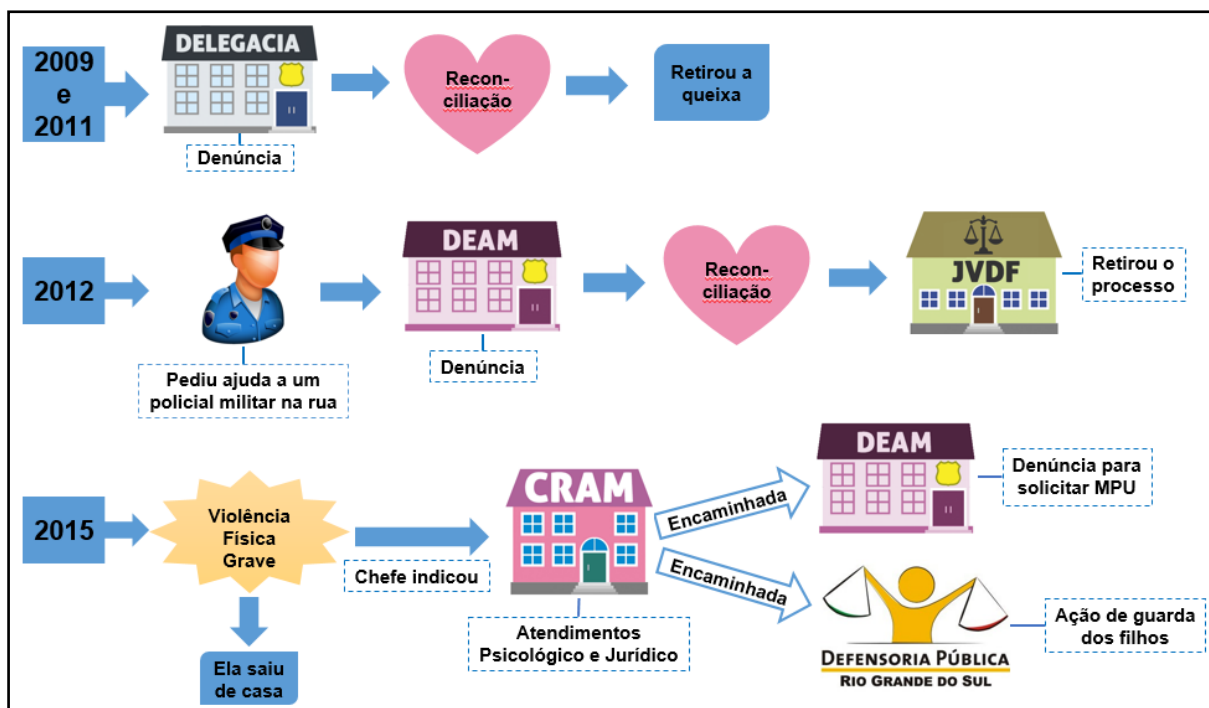 2009
e
2011
DELEGACIA
Denúncia
Recon-
ciliação
Retirou a
queixa
2012
Pediu ajuda a um
policial militar na rua
DEAM
Denúncia
Recon-
ciliação
JVDF
Retirou o
processo
2015
Violência
Física
Grave
Ela saiu
de casa
Chefe indicou
CRAM
Atendimentos
Psicológico e Jurídico
Encaminhada
DEAM
Denúncia para
solicitar MPU
Encaminhada
DEFENSORIA PÚBLICA
RIO GRANDE DO SUL
Ação de guarda
dos filhos